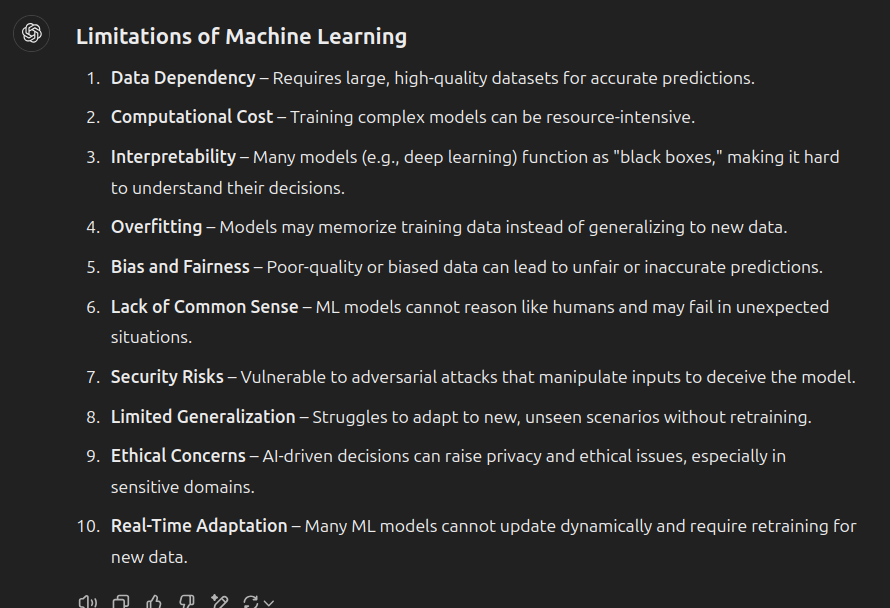 Limitations of Machine Learning
1. Data Dependency – Requires large, high-quality datasets for accurate predictions.
2. Computational Cost – Training complex models can be resource-intensive.
3. Interpretability – Many models (e.g., deep learning) function as "black boxes," making it hard
to understand their decisions.
4. Overfitting – Models may memorize training data instead of generalizing to new data.
5. Bias and Fairness – Poor-quality or biased data can lead to unfair or inaccurate predictions.
6. Lack of Common Sense – ML models cannot reason like humans and may fail in unexpected
situations.
7. Security Risks – Vulnerable to adversarial attacks that manipulate inputs to deceive the model.
8. Limited Generalization – Struggles to adapt to new, unseen scenarios without retraining.
9. Ethical Concerns – AI-driven decisions can raise privacy and ethical issues, especially in
sensitive domains.
10. Real-Time Adaptation – Many ML models cannot update dynamically and require retraining for
new data.